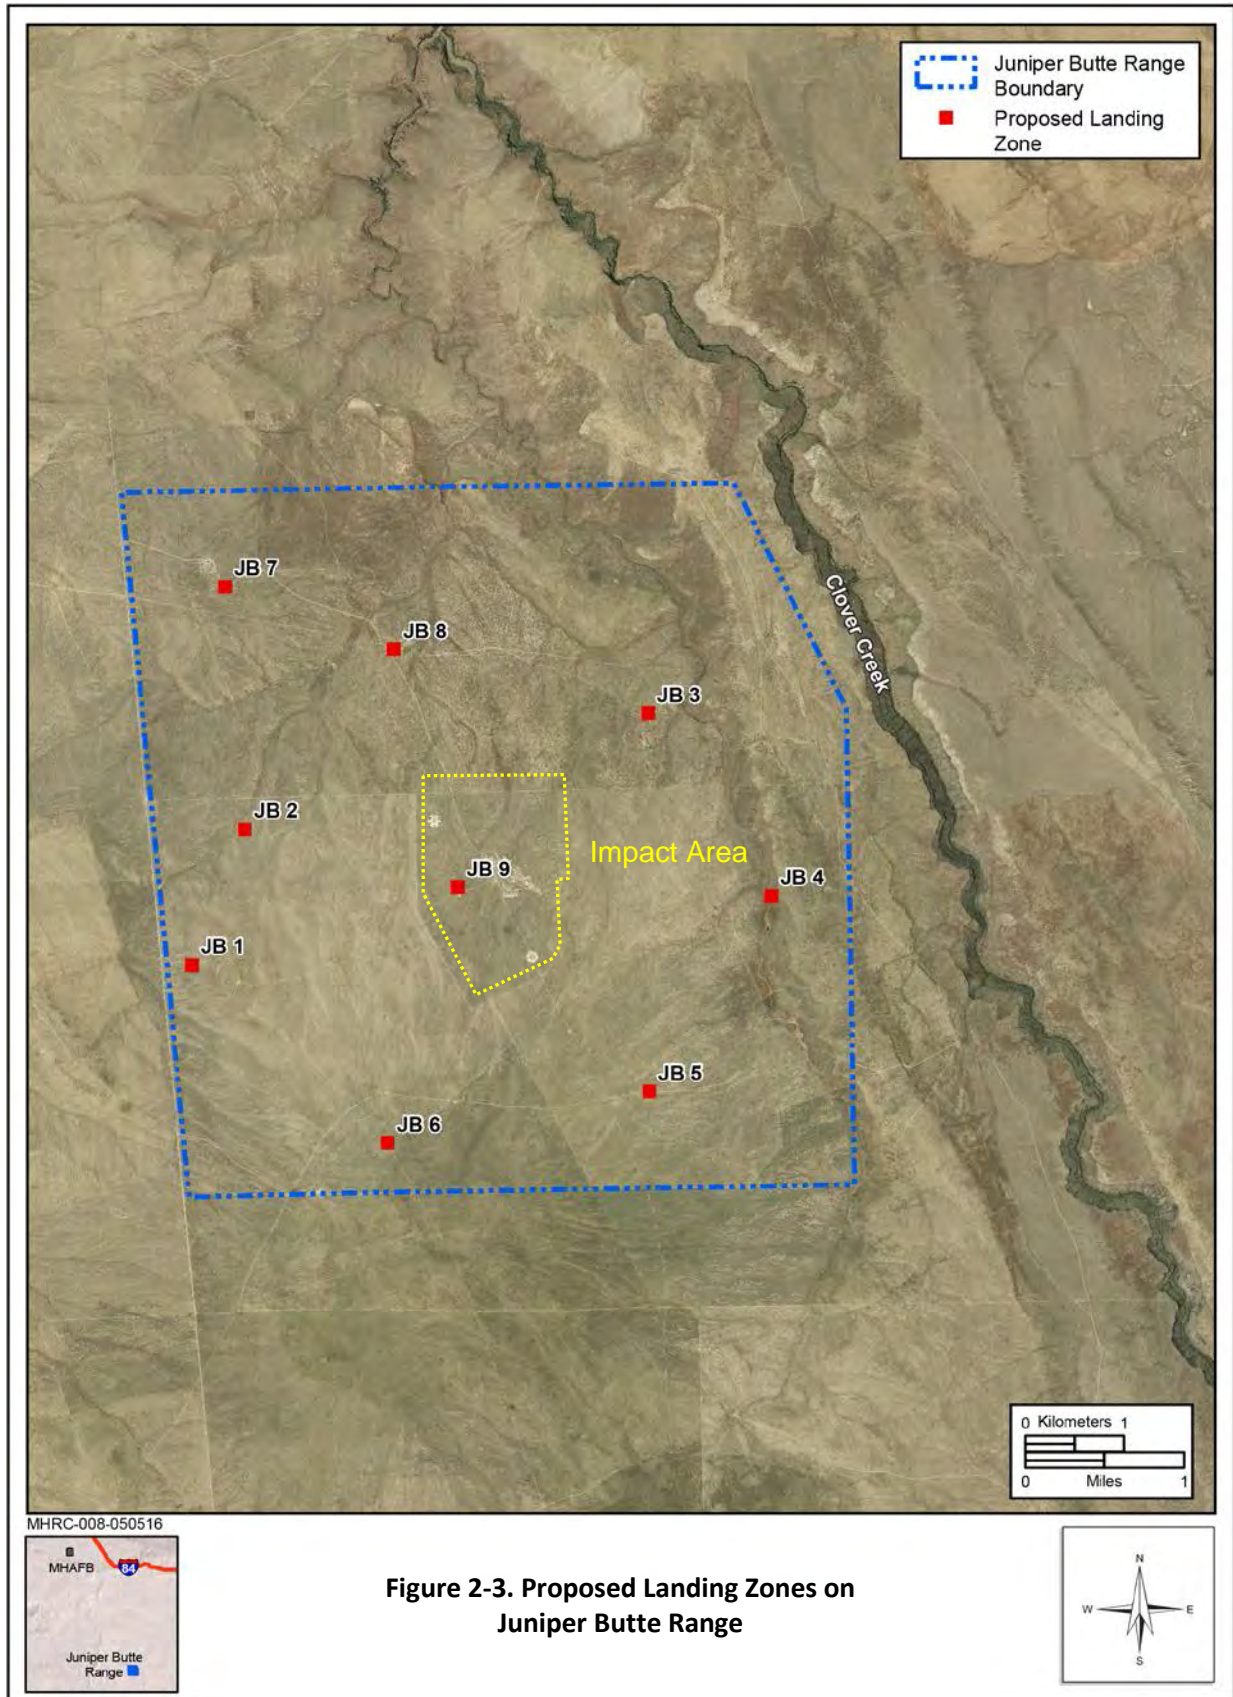 Juniper Butte Range
Boundary
Proposed Landing
Zone
Clover Creek
JB 7
JB 8
JB 3
JB 2
Impact Area
JB 9
JB 4
JB 1
JB 5
JB 6
0 Kilometers 1
0 Miles 1
MHRC-008-050516
MHAFB
84
Juniper Butte
Range
Figure 2-3. Proposed Landing Zones on
Juniper Butte Range
N
W E
S